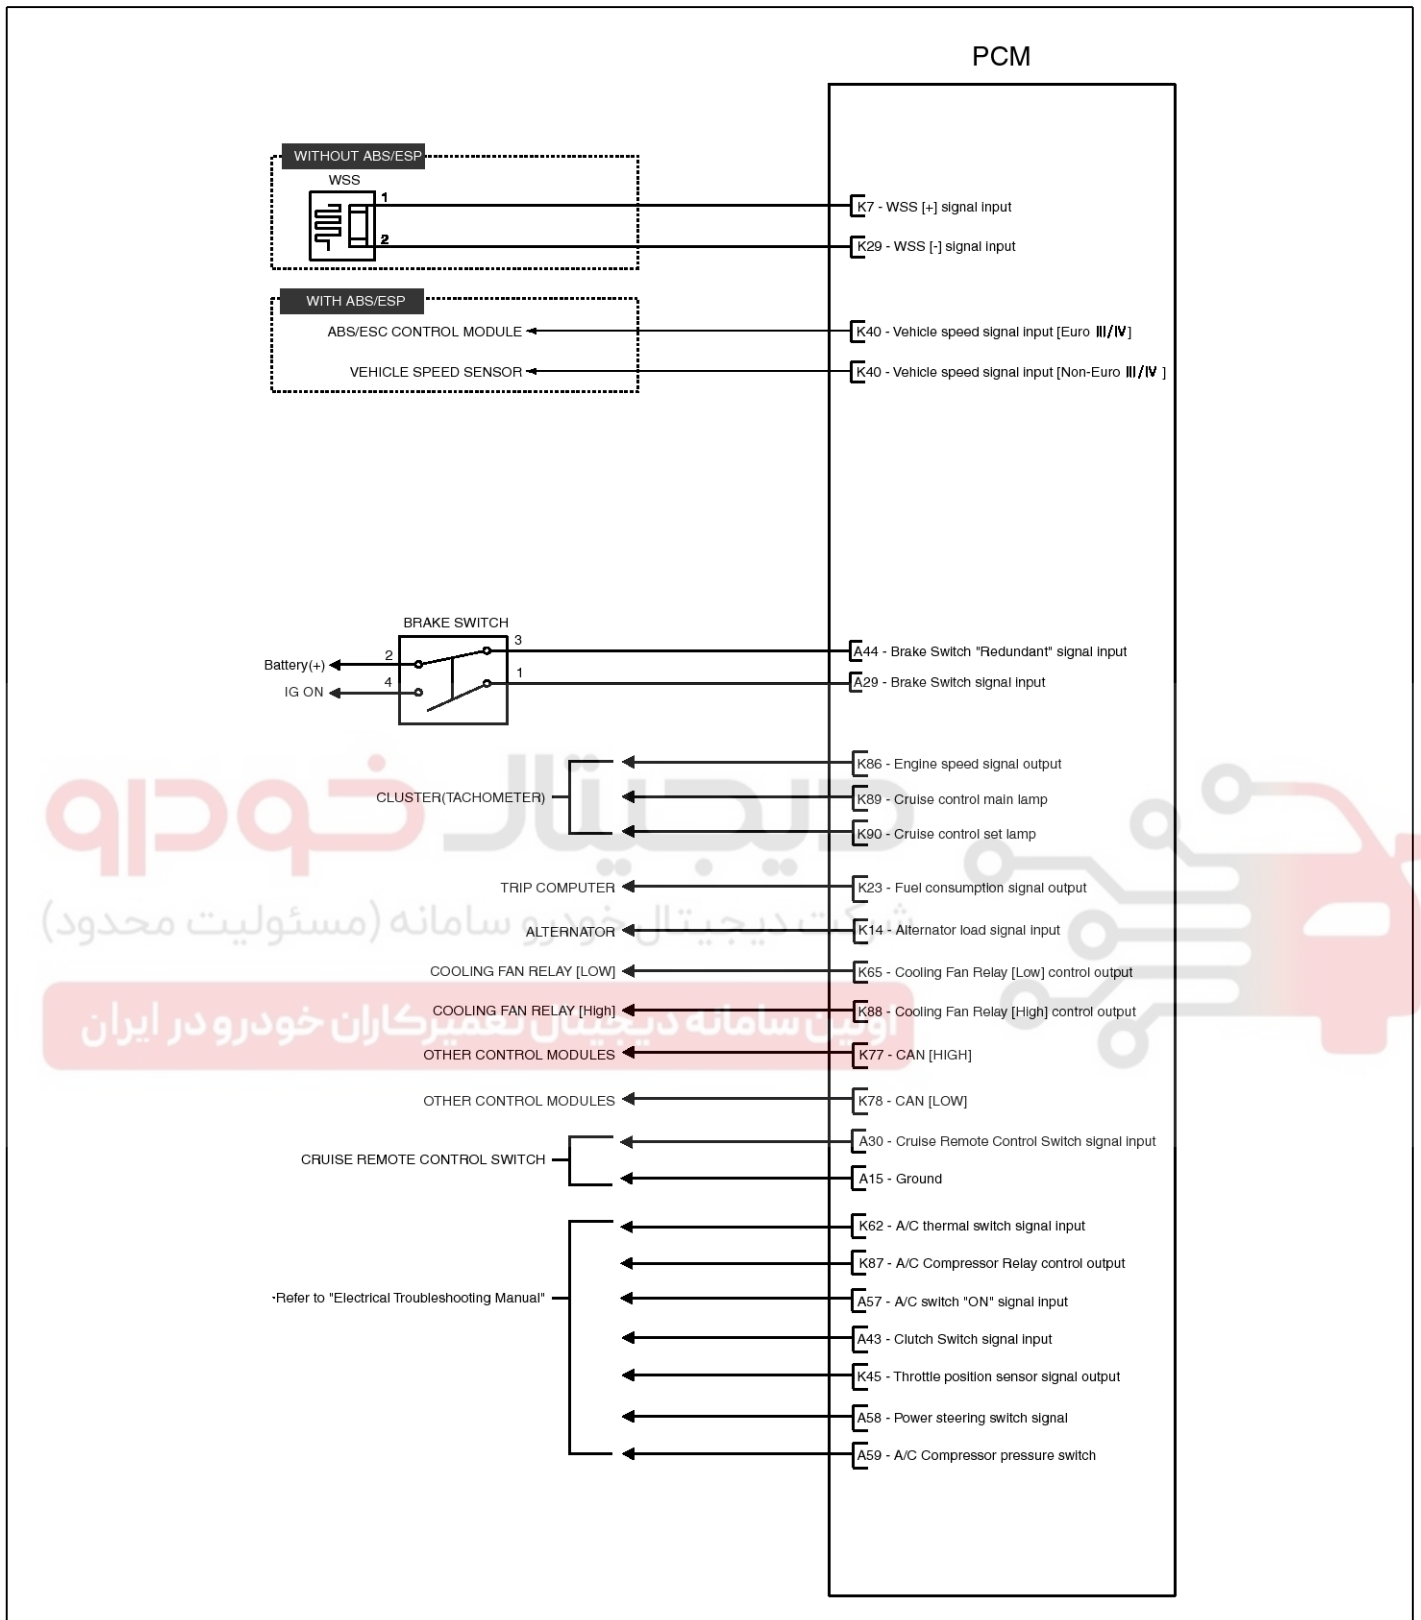 PCM
WITHOUT ABS/ESP
WSS
1
K7 - WSS [+] signal input
2
K29 - WSS [-] signal input
WITH ABS/ESP
ABS/ESC CONTROL MODULE
K40 - Vehicle speed signal input [Euro III/IV]
VEHICLE SPEED SENSOR
K40 - Vehicle speed signal input [Non-Euro III/IV ]
BRAKE SWITCH
3
A44 - Brake Switch "Redundant" signal input
Battery(+)
2
1
A29 - Brake Switch signal input
IG ON
4
K86 - Engine speed signal output
CLUSTER(TACHOMETER)
K89 - Cruise control main lamp
K90 - Cruise control set lamp
دیجیتال خودرو
TRIP COMPUTER
K23 - Fuel consumption signal output
شرکت دیجیتال خودرو سامانه (مسئولیت محدود)
ALTERNATOR
K14 - Alternator load signal input
COOLING FAN RELAY [LOW]
K65 - Cooling Fan Relay [Low] control output
COOLING FAN RELAY [High]
K88 - Cooling Fan Relay [High] control output
اولین سامانه دیجیتال تعمیرکاران خودرو در ایران
OTHER CONTROL MODULES
K77 - CAN [HIGH]
OTHER CONTROL MODULES
K78 - CAN [LOW]
A30 - Cruise Remote Control Switch signal input
CRUISE REMOTE CONTROL SWITCH
A15 - Ground
K62 - A/C thermal switch signal input
K87 - A/C Compressor Relay control output
·Refer to "Electrical Troubleshooting Manual"
A57 - A/C switch "ON" signal input
A43 - Clutch Switch signal input
K45 - Throttle position sensor signal output
A58 - Power steering switch signal
A59 - A/C Compressor pressure switch